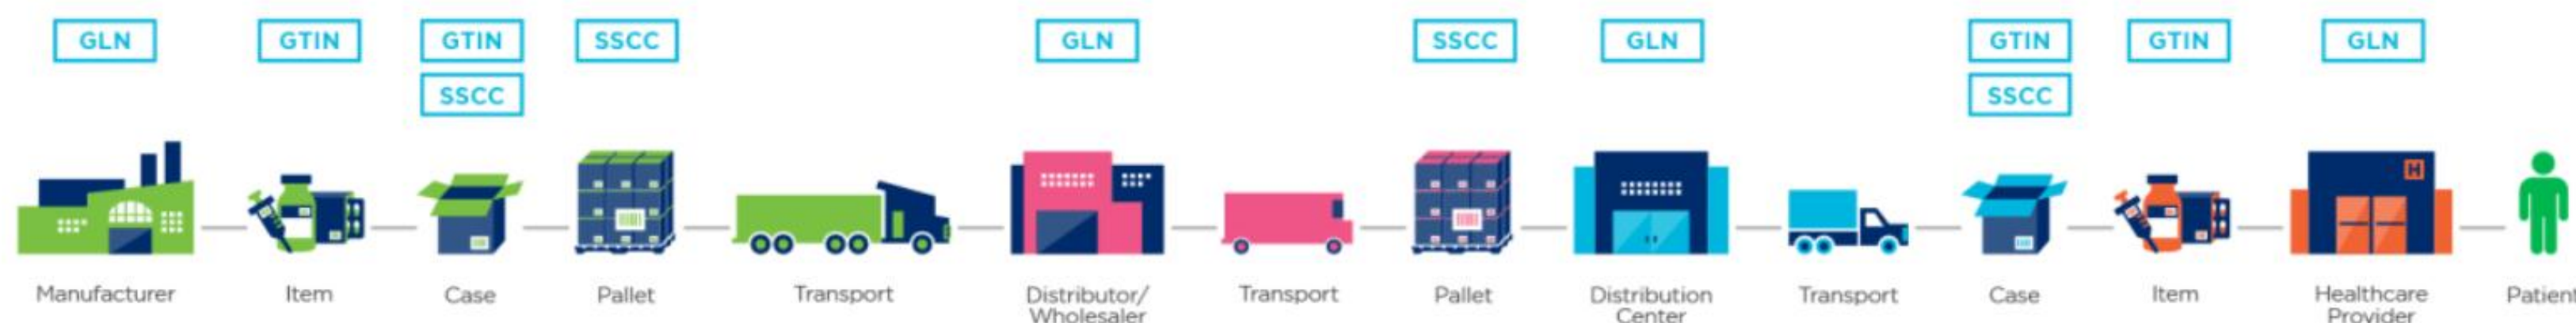 GLN GTIN GTIN SSCC GLN SSCC GLN GTIN GTIN GLN
SSCC SSCC
H
Manufacturer Item Case Pallet Transport Distributor/ Transport Pallet Distribution Transport Case Item Healthcare Patient
Wholesaler Center Provider